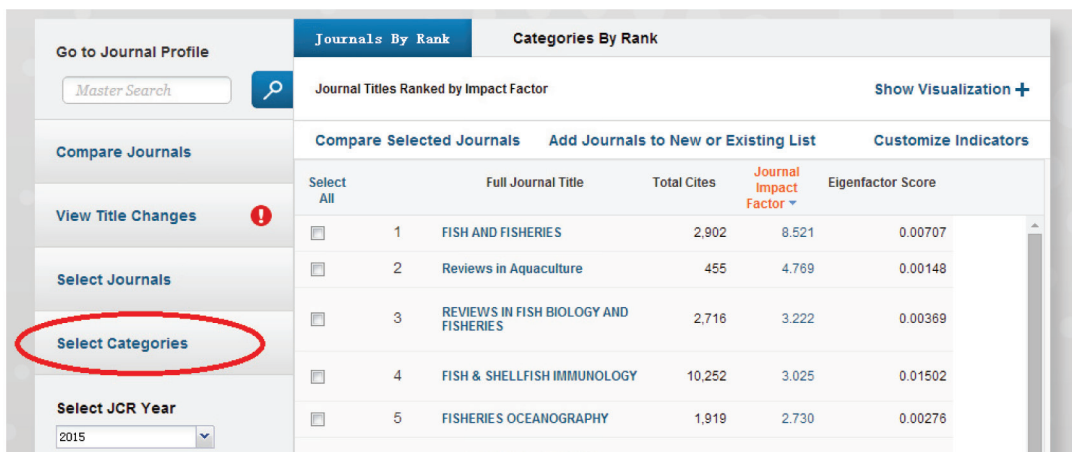 Go to Journal Profile
Master Search
Compare Journals
View Title Changes
Select Journals
Select Categories
Select JCR Year
2015
Journals By Rank Categories By Rank
Journal Titles Ranked by Impact Factor Show Visualization +
Compare Selected Journals Add Journals to New or Existing List Customize Indicators
Select All Full Journal Title Total Cites Journal Impact Factor Eigenfactor Score
1 FISH AND FISHERIES 2,902 8.521 0.00707
2 Reviews in Aquaculture 455 4.769 0.00148
3 REVIEWS IN FISH BIOLOGY AND
FISHERIES 2,716 3.222 0.00369
4 FISH & SHELLFISH IMMUNOLOGY 10,252 3.025 0.01502
5 FISHERIES OCEANOGRAPHY 1,919 2.730 0.00276